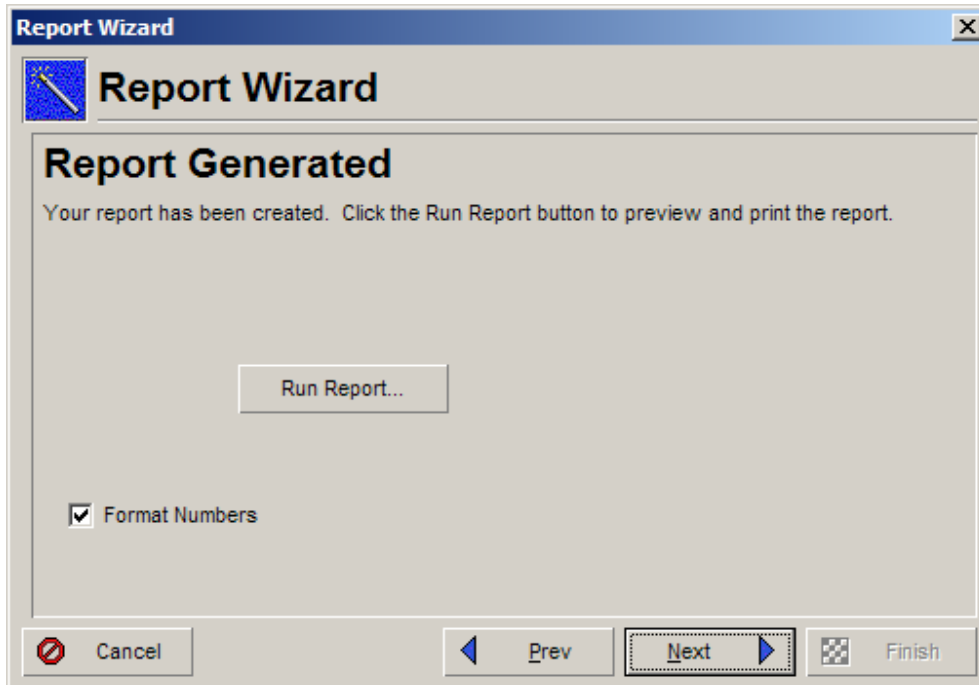 Report Wizard
Report Wizard
Report Generated
Your report has been created.  Click the Run Report button to preview and print the report.
Run Report...
Format Numbers
Cancel
Prev
Next
Finish